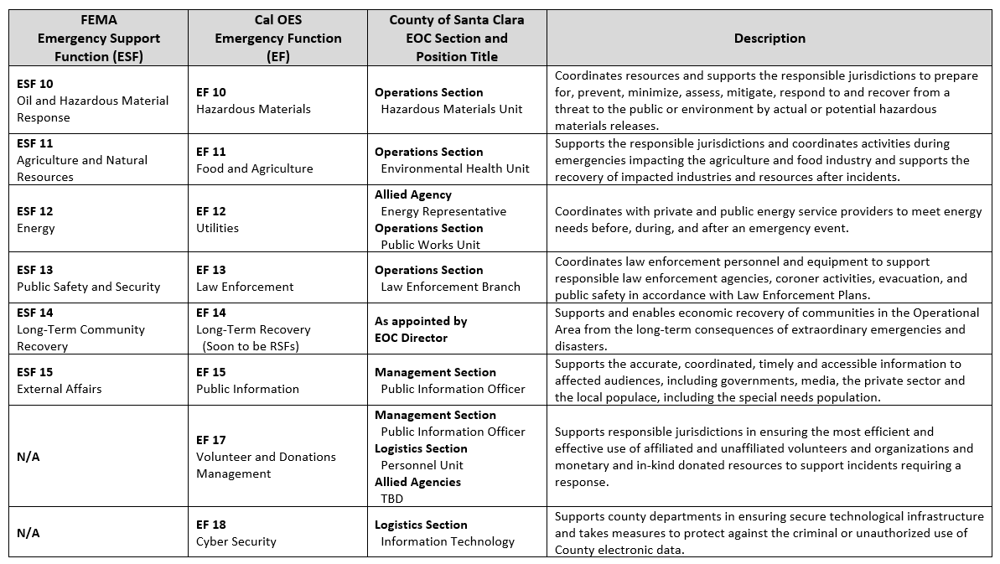 FEMA
Emergency Support
Function (ESF)
Cal OES
Emergency Function
(EF)
County of Santa Clara
EOC Section and
Position Title
Description
ESF 10
Oil and Hazardous Material
Response
EF 10
Hazardous Materials
Operations Section
Hazardous Materials Unit
Coordinates resources and supports the responsible jurisdictions to prepare
for, prevent, minimize, assess, mitigate, respond to and recover from a
threat to the public or environment by actual or potential hazardous
materials releases.
ESF 11
Agriculture and Natural
Resources
EF 11
Food and Agriculture
Operations Section
Environmental Health Unit
Supports the responsible jurisdictions and coordinates activities during
emergencies impacting the agriculture and food industry and supports the
recovery of impacted industries and resources after incidents.
ESF 12
Energy
EF 12
Utilities
Allied Agency
Energy Representative
Operations Section
Public Works Unit
Coordinates with private and public energy service providers to meet energy
needs before, during, and after an emergency event.
ESF 13
Public Safety and Security
EF 13
Law Enforcement
Operations Section
Law Enforcement Branch
Coordinates law enforcement personnel and equipment to support
responsible law enforcement agencies, coroner activities, evacuation, and
public safety in accordance with Law Enforcement Plans.
ESF 14
Long-Term Community
Recovery
EF 14
Long-Term Recovery
(Soon to be RSFs)
As appointed by
EOC Director
Supports and enables economic recovery of communities in the Operational
Area from the long-term consequences of extraordinary emergencies and
disasters.
ESF 15
External Affairs
EF 15
Public Information
Management Section
Public Information Officer
Supports the accurate, coordinated, timely and accessible information to
affected audiences, including governments, media, the private sector and
the local populace, including the special needs population.
N/A
EF 17
Volunteer and Donations
Management
Management Section
Public Information Officer
Logistics Section
Personnel Unit
Allied Agencies
TBD
Supports responsible jurisdictions in ensuring the most efficient and
effective use of affiliated and unaffiliated volunteers and organizations and
monetary and in-kind donated resources to support incidents requiring a
response.
N/A
EF 18
Cyber Security
Logistics Section
Information Technology
Supports county departments in ensuring secure technological infrastructure
and takes measures to protect against the criminal or unauthorized use of
County electronic data.